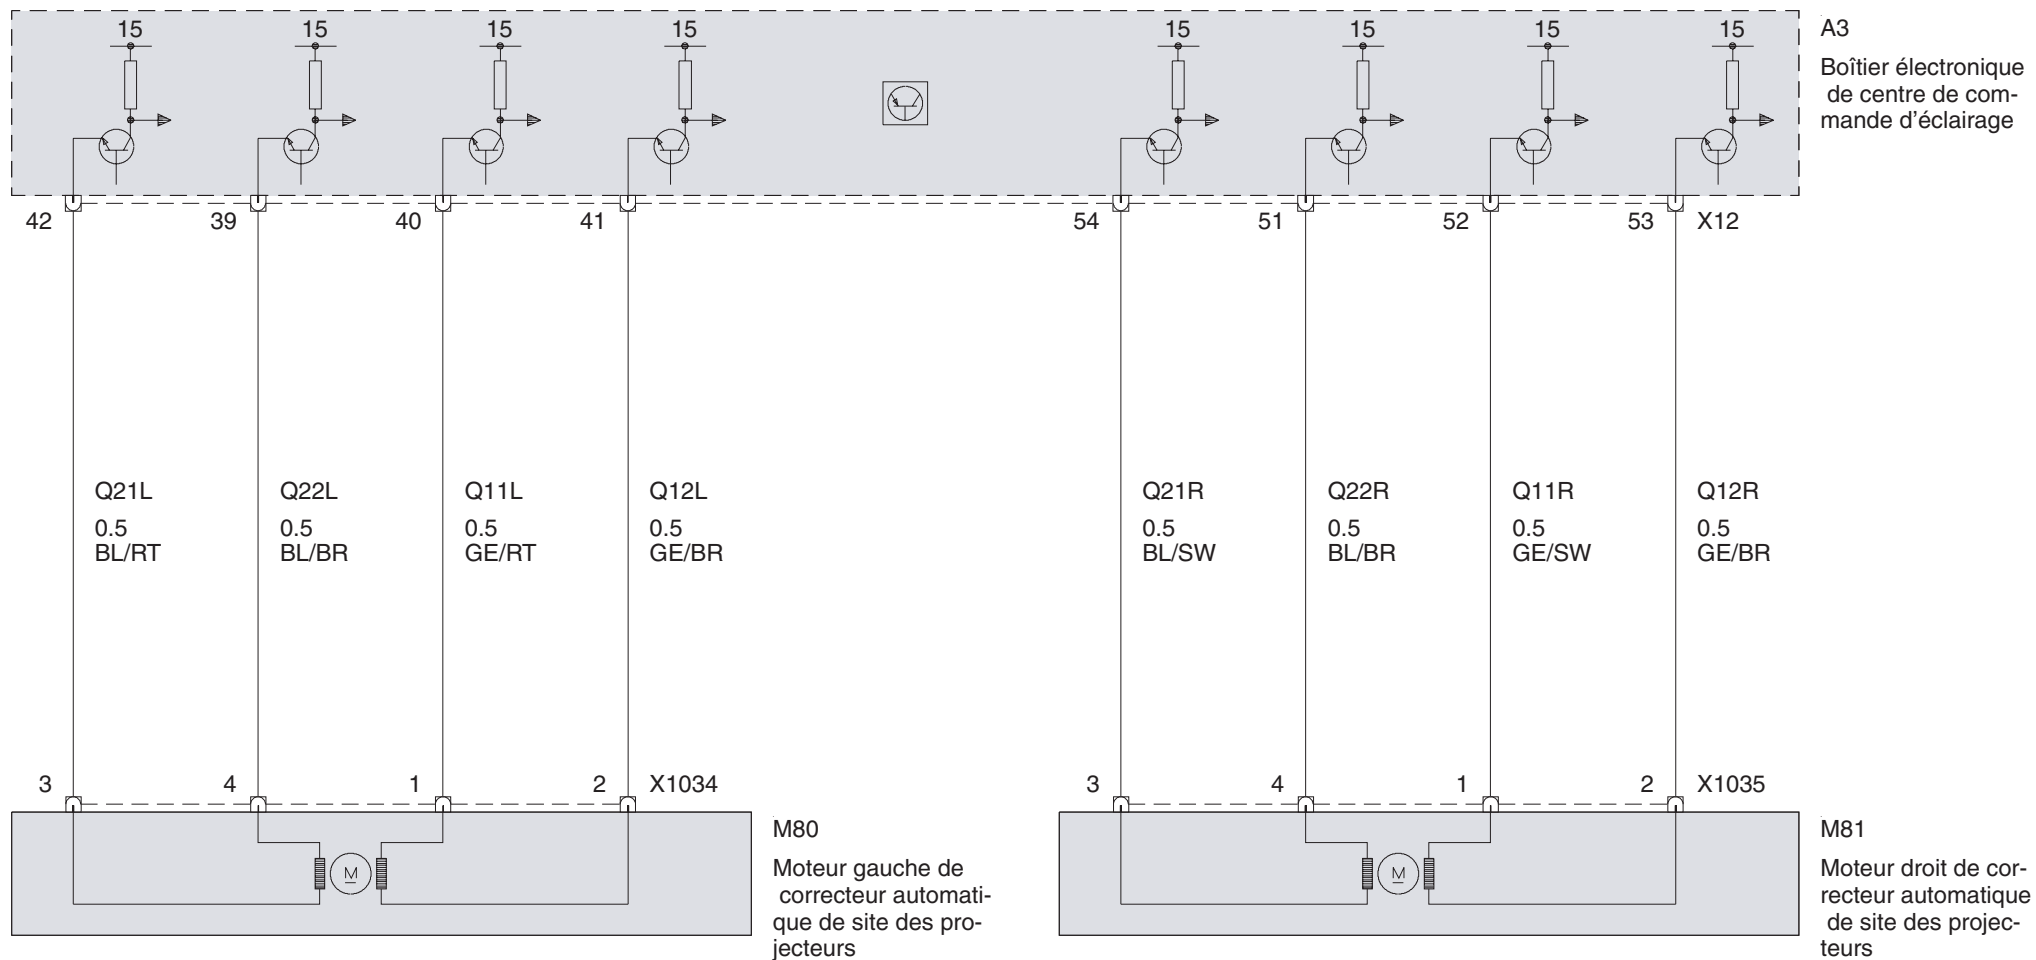 15 15 15 15 15 15 15 15
A3
Boîtier électronique
de centre de com-
mande d'éclairage
42 39 40 41 54 51 52 53 X12
Q21L Q22L Q11L Q12L Q21R Q22R Q11R Q12R
0.5 0.5 0.5 0.5 0.5 0.5 0.5 0.5
BL/RT BL/BR GE/RT GE/BR BL/SW BL/BR GE/SW GE/BR
3 4 1 2 X1034 3 4 1 2 X1035
M M
M80
Moteur gauche de
correcteur automati-
que de site des pro-
jecteurs
M81
Moteur droit de cor-
recteur automatique
de site des projec-
teurs